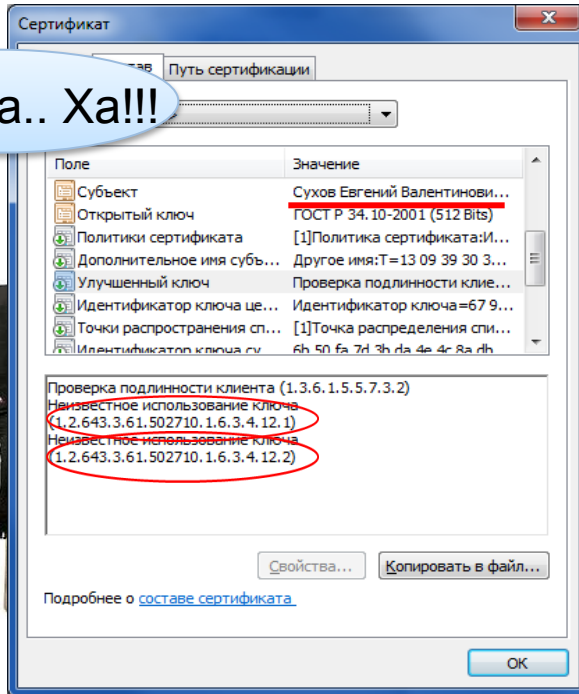 Сертификат
Путь сертификации
а.. Ха!!!
Поле Значение
Субъект Сухов Евгений Валентинови...
Открытый ключ ГОСТ Р 34.10-2001 (512 Bits)
Политики сертификата [1]Политика сертификата:И...
Дополнительное имя субъ... Другое имя:T=13 09 39 30 3...
Улучшенный ключ Проверка подлинности клие...
Идентификатор ключа це... Идентификатор ключа=67 9...
Точки распространения сп... [1]Точка распределения спи...
Идентификатор ключа су 6b 50 fa 7d 3b da 4e 4c 8a db
Проверка подлинности клиента (1.3.6.1.5.5.7.3.2)
Неизвестное использование ключа
(1.2.643.3.61.502710.1.6.3.4.12.1)
Неизвестное использование ключа
(1.2.643.3.61.502710.1.6.3.4.12.2)
Свойства... Копировать в файл...
Подробнее о составе сертификата
ОК